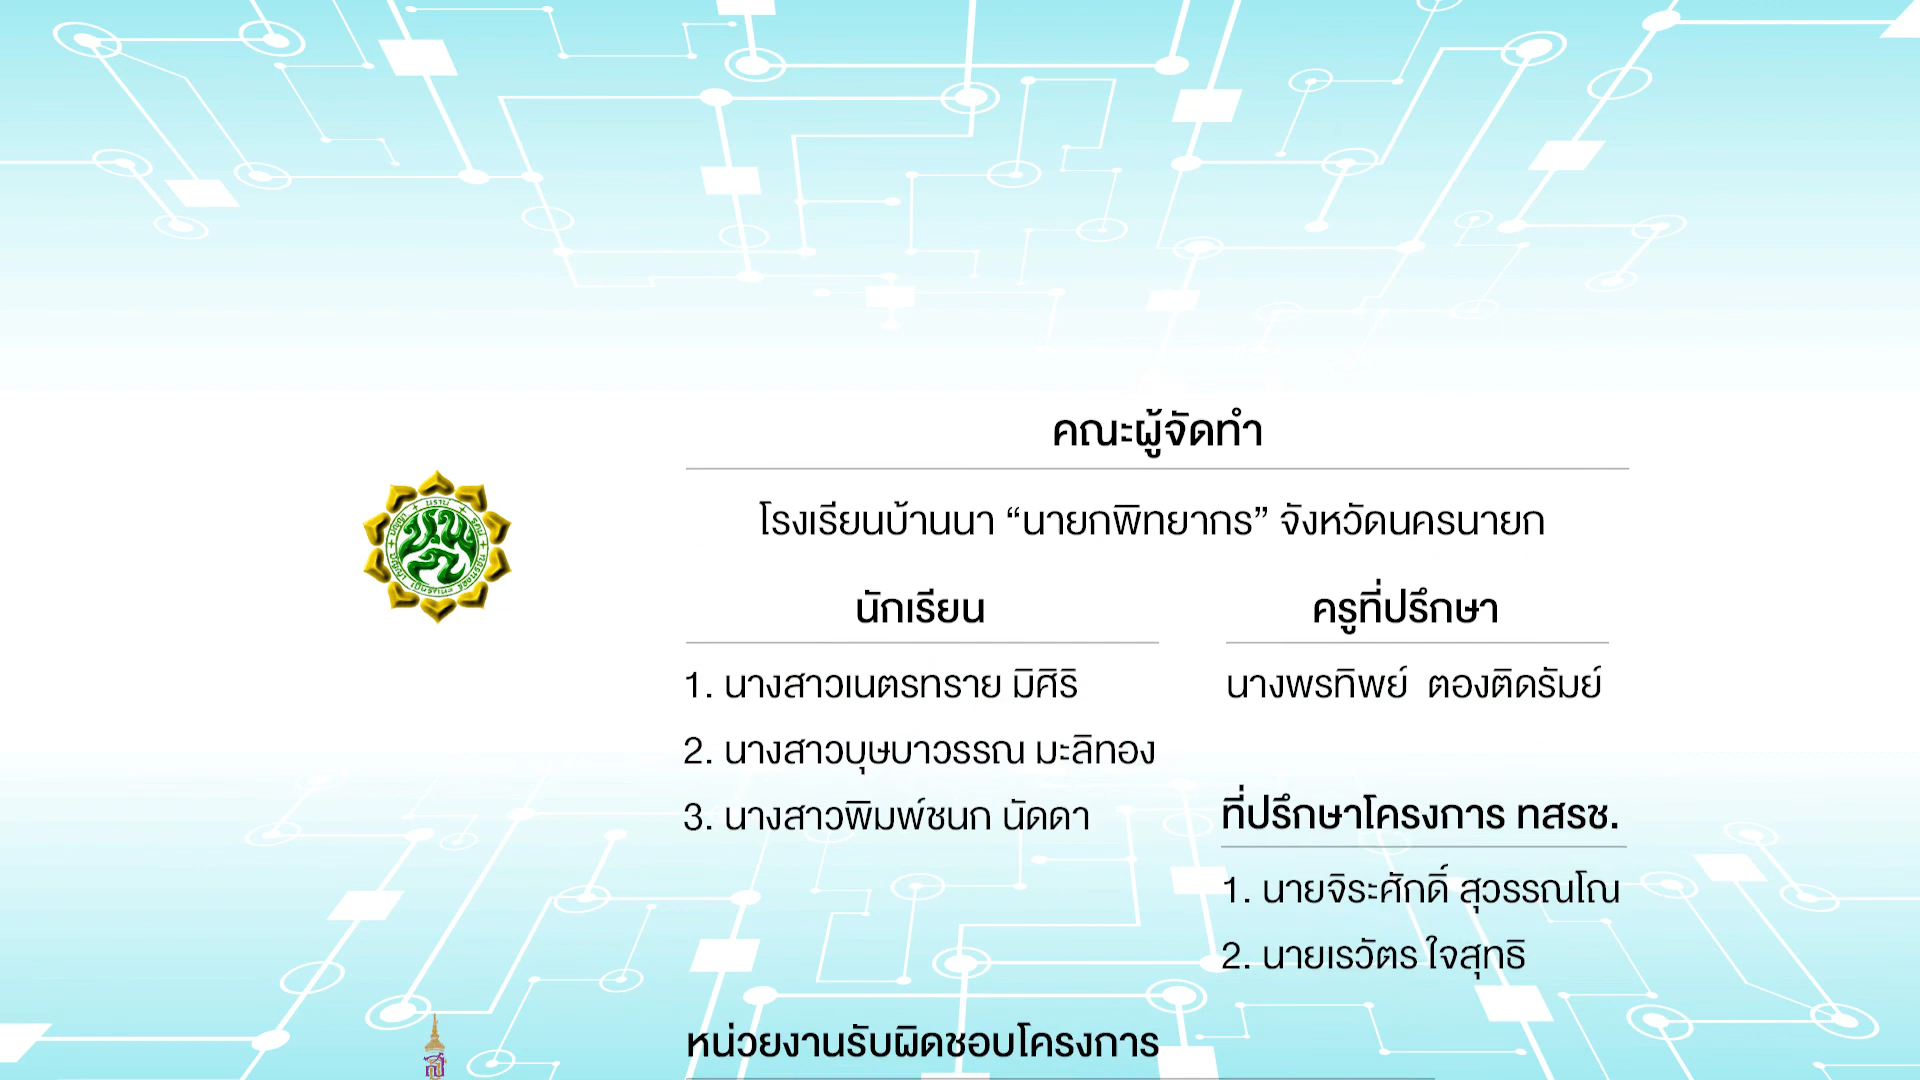 คณะผู้จัดทำ
โรงเรียนบ้านนา “นายกพิทยากร” จังหวัดนครนายก
นักเรียน
1. นางสาวเนตรทราย มิศิริ
2. นางสาวบุษบาวรรณ มะลิทอง
3. นางสาวพิมพ์ชนก นัดดา
ครูที่ปรึกษา
นางพรทิพย์ ตองติดรัมย์
ที่ปรึกษาโครงการ ทสรช.
1. นายจิระศักดิ์ สุวรรณโณ
2. นายเรวัตร ใจสุทธิ
หน่วยงานรับผิดชอบโครงการ